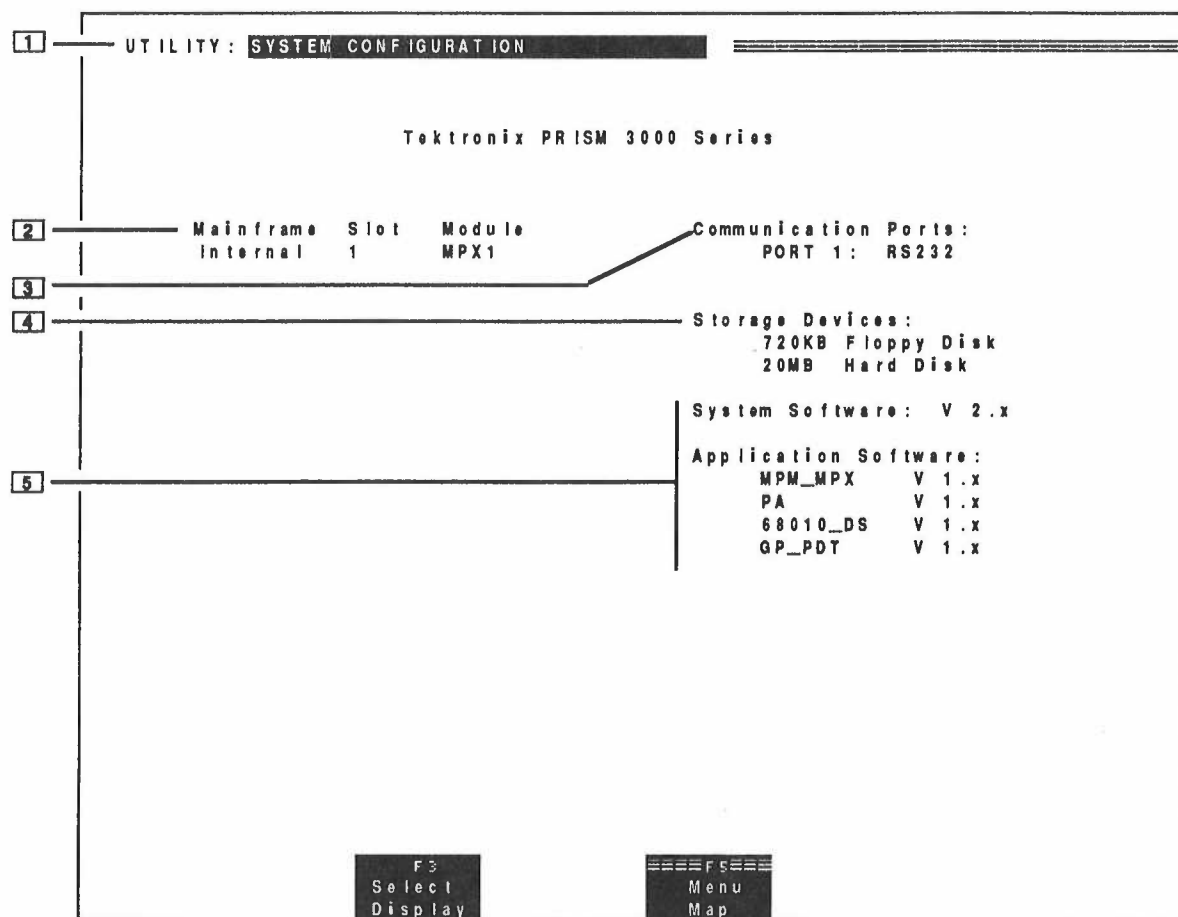 1 UTILITY: SYSTEM CONFIGURATION
Tektronix PRISM 3000 Series
2 Mainframe Slot Module
Internal 1 MPX1
3 Communication Ports:
PORT 1: RS232
4 Storage Devices:
720KB Floppy Disk
20MB Hard Disk
5 System Software: V 2.x
Application Software:
MPM_MPX V 1.x
PA V 1.x
68010_DS V 1.x
GP_PDT V 1.x
F3
Select
Display
F5
Menu
Map